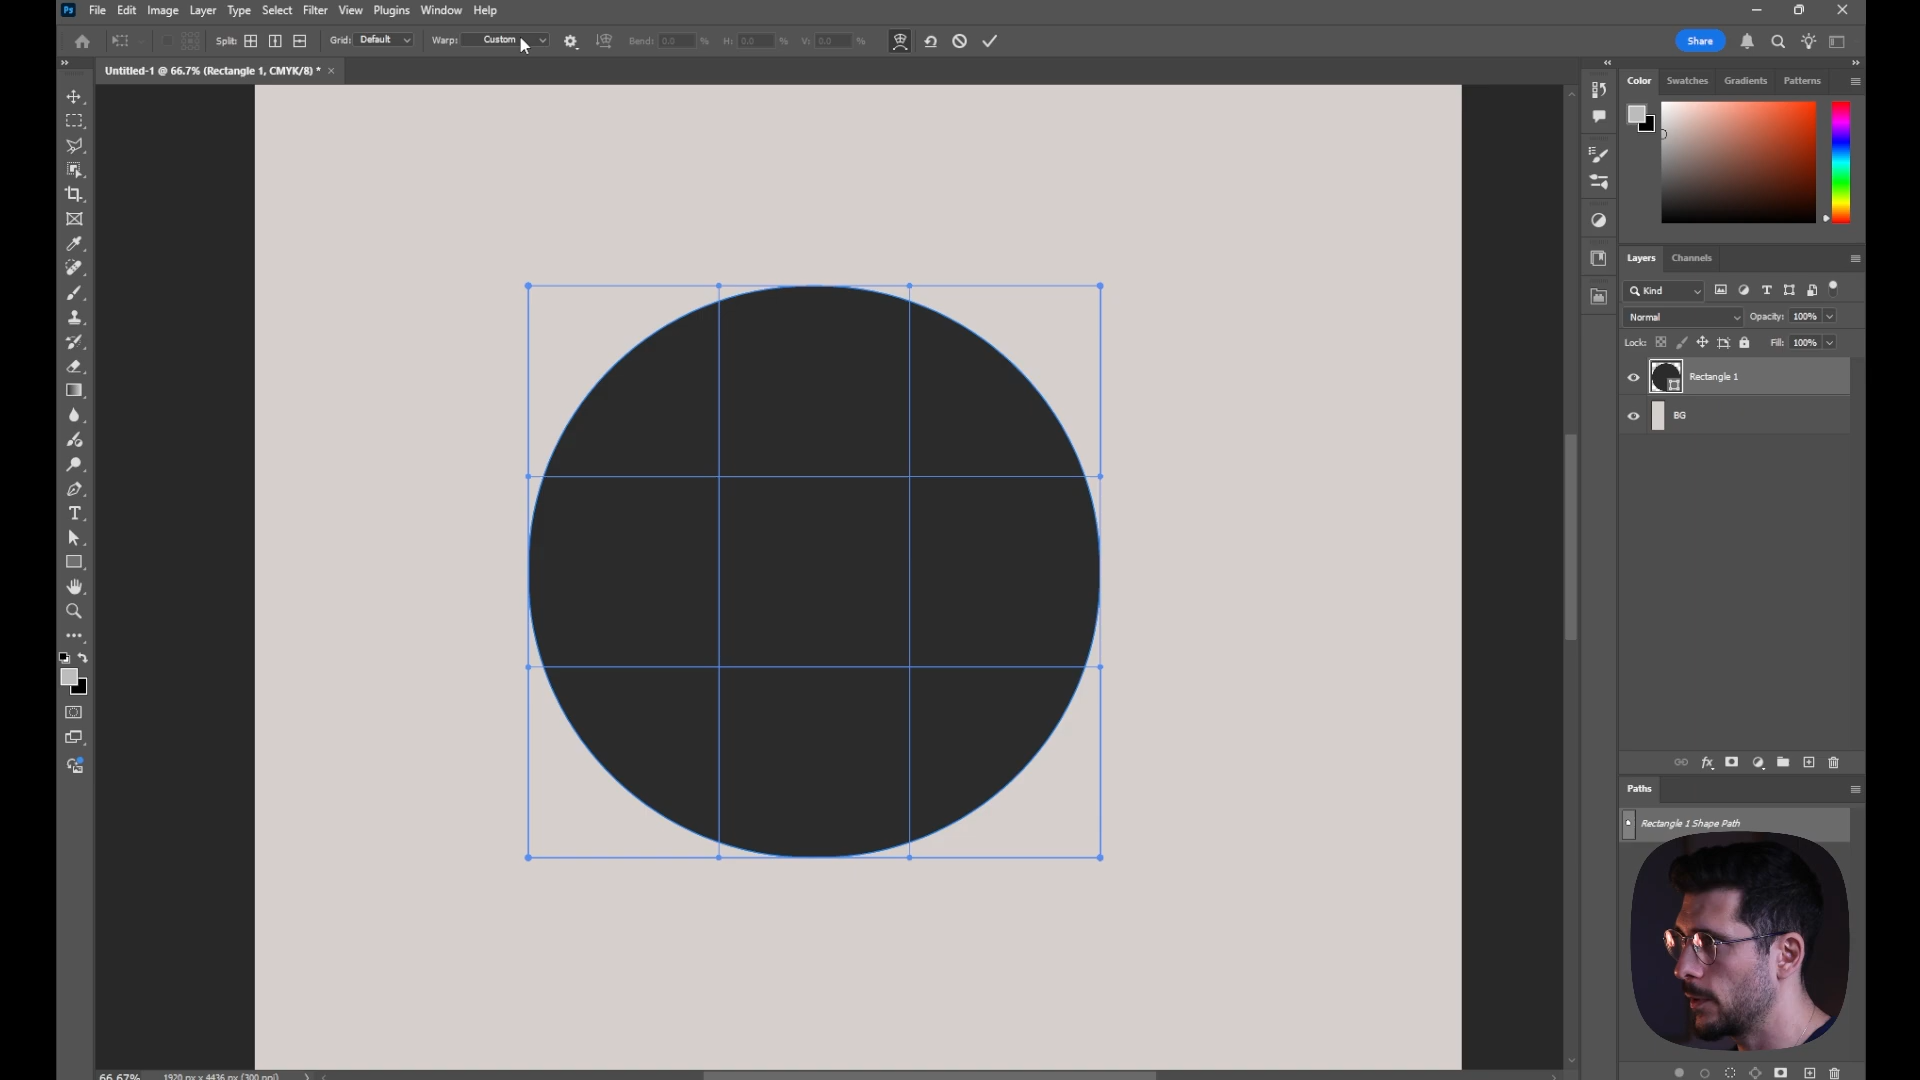 Ps File Edit Image Layer Type Select Filter View Plugins Window Help
Split: Grid: Default Warp: Custom Bend: 0.0 % H: 0.0 % V: 0.0 % Share
Untitled-1 @ 66.7% (Rectangle 1, CMYK/8) * ×
Color Swatches Gradients Patterns
Layers Channels
Kind
Normal Opacity: 100%
Lock: Fill: 100%
Rectangle 1
BG
fx
Paths
Rectangle 1 Shape Path
66.67% 1920 px x 4436 px (300 ppi)